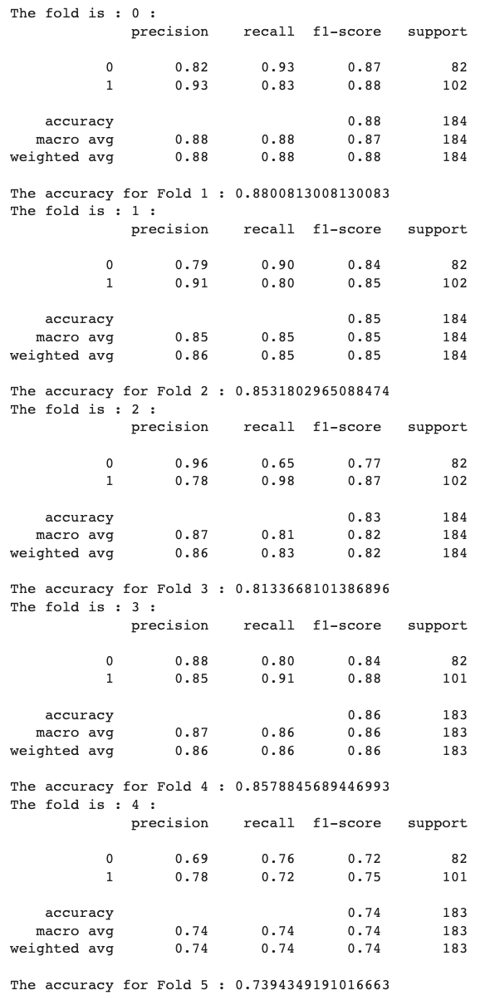 The fold is : 0 :
precision recall f1-score support
0 0.82 0.93 0.87 82
1 0.93 0.83 0.88 102
accuracy 0.88 184
macro avg 0.88 0.88 0.87 184
weighted avg 0.88 0.88 0.88 184
The accuracy for Fold 1 : 0.8800813008130083
The fold is : 1 :
precision recall f1-score support
0 0.79 0.90 0.84 82
1 0.91 0.80 0.85 102
accuracy 0.85 184
macro avg 0.85 0.85 0.85 184
weighted avg 0.86 0.85 0.85 184
The accuracy for Fold 2 : 0.8531802965088474
The fold is : 2 :
precision recall f1-score support
0 0.96 0.65 0.77 82
1 0.78 0.98 0.87 102
accuracy 0.83 184
macro avg 0.87 0.81 0.82 184
weighted avg 0.86 0.83 0.82 184
The accuracy for Fold 3 : 0.8133668101386896
The fold is : 3 :
precision recall f1-score support
0 0.88 0.80 0.84 82
1 0.85 0.91 0.88 101
accuracy 0.86 183
macro avg 0.87 0.86 0.86 183
weighted avg 0.86 0.86 0.86 183
The accuracy for Fold 4 : 0.8578845689446993
The fold is : 4 :
precision recall f1-score support
0 0.69 0.76 0.72 82
1 0.78 0.72 0.75 101
accuracy 0.74 183
macro avg 0.74 0.74 0.74 183
weighted avg 0.74 0.74 0.74 183
The accuracy for Fold 5 : 0.7394349191016663